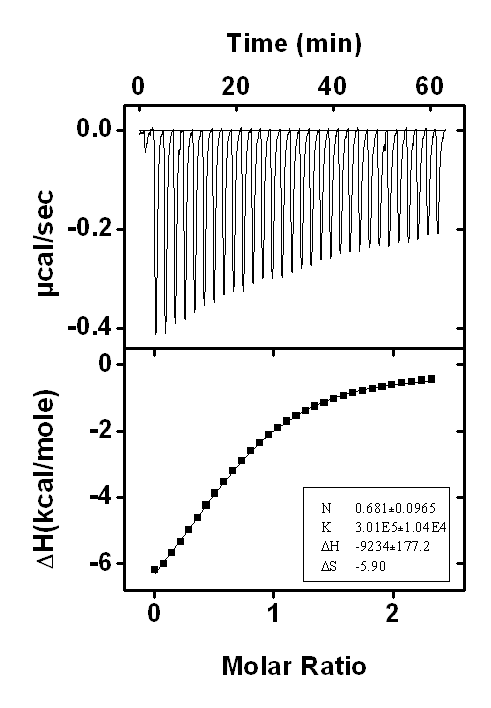 Time (min)
0 20 40 60
0.0
-0.2
-0.4
µcal/sec
0
-2
-4
-6
ΔH(kcal/mole)
N 0.681±0.0965
K 3.01E5±1.04E4
ΔH -9234±177.2
ΔS -5.90
0 1 2
Molar Ratio